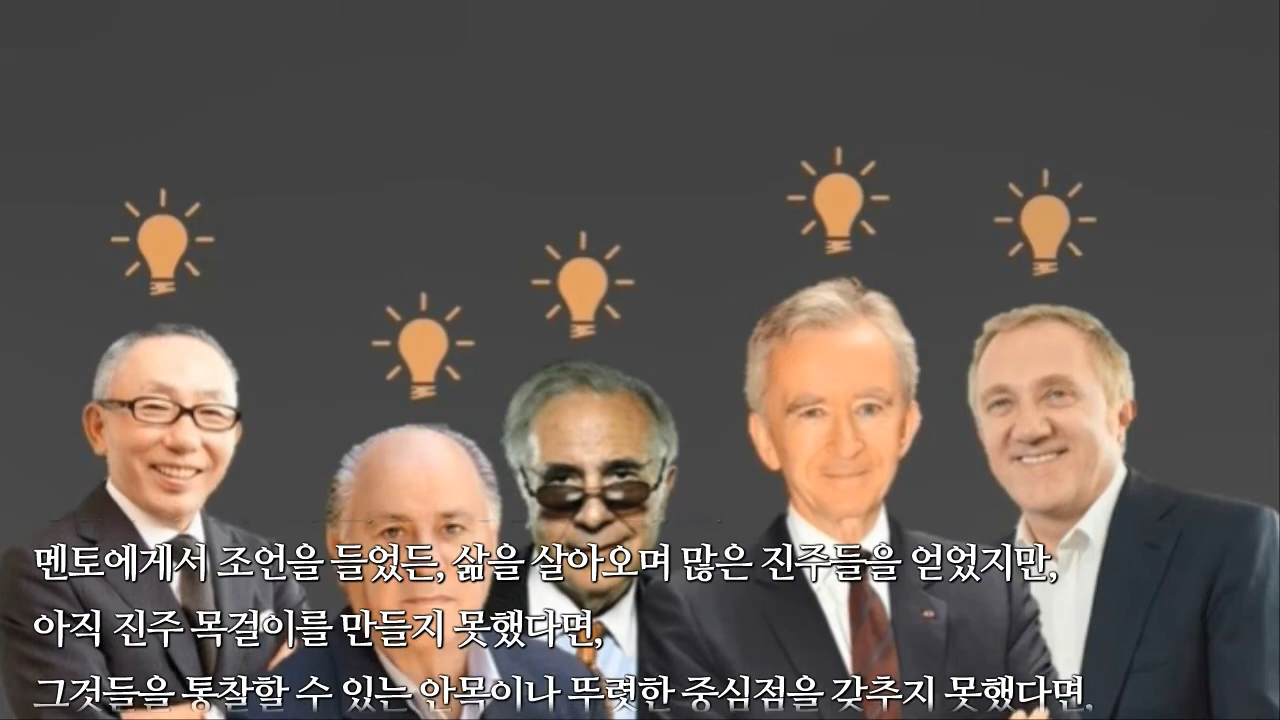 멘토에게서 조언을 들었든, 삶을 살아오며 많은 진주들을 얻었지만,
아직 진주 목걸이를 만들지 못했다면,
그것들을 통찰할 수 있는 안목이나 뚜렷한 중심점을 갖추지 못했다면,